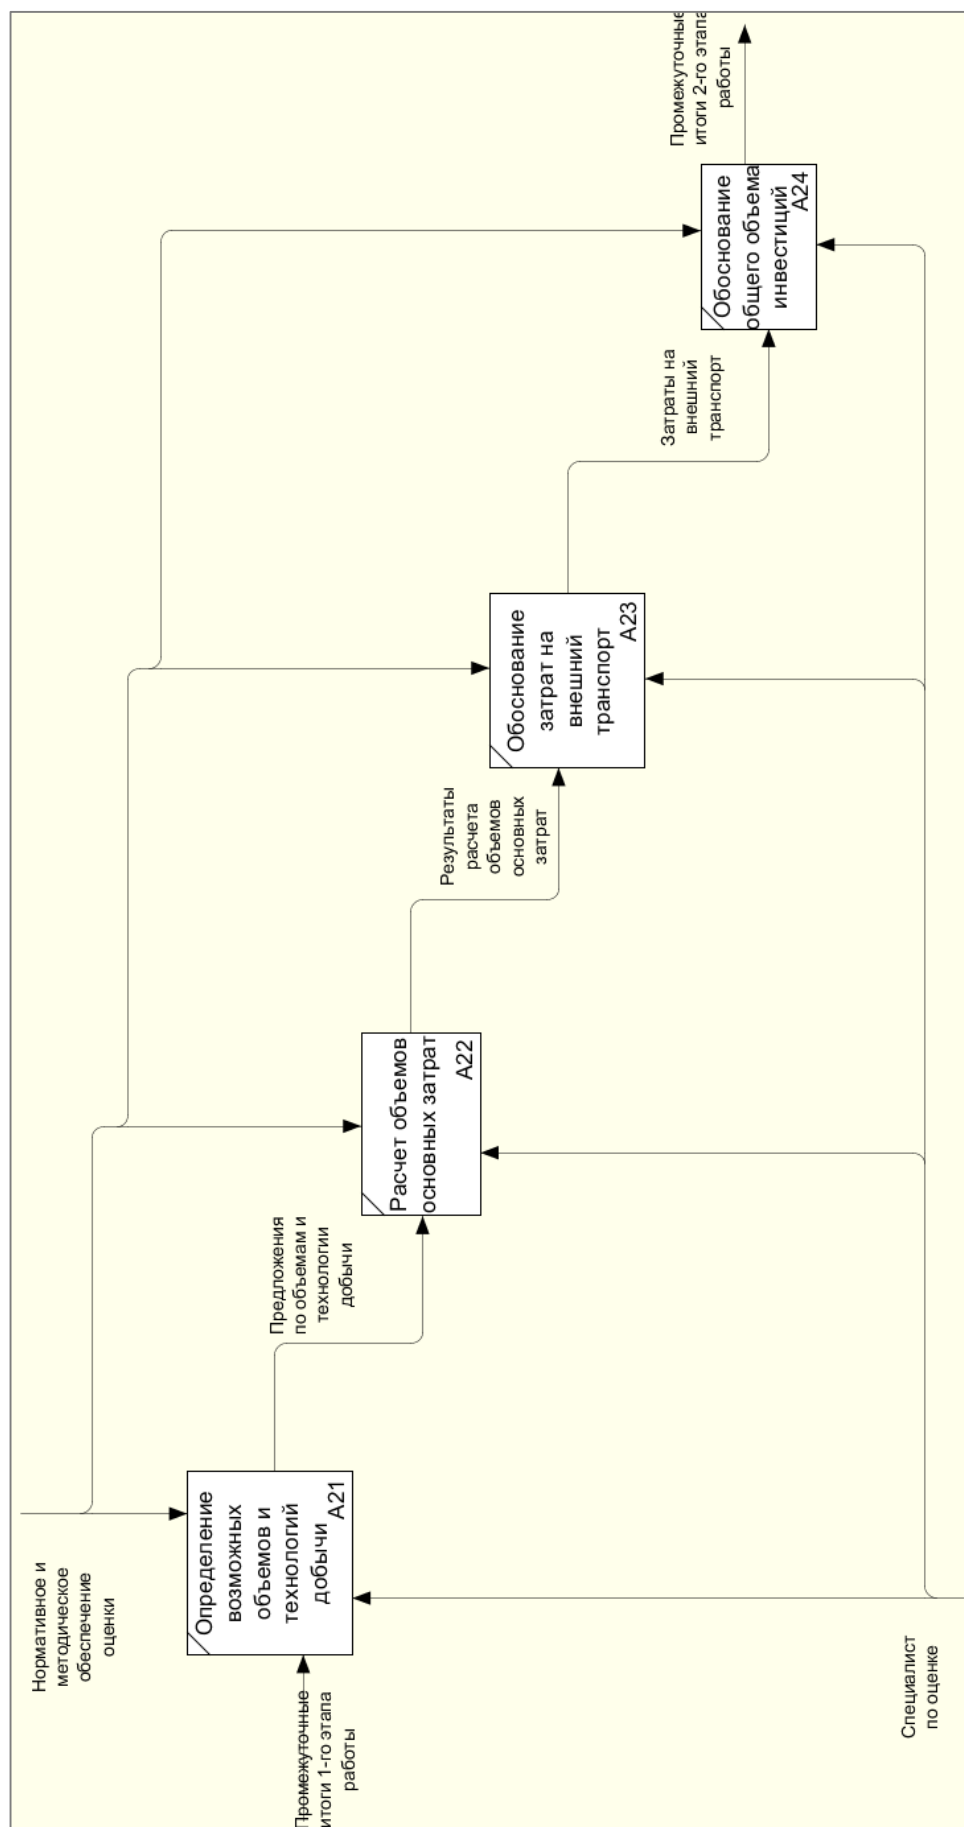 Нормативное и
методическое
обеспечение
оценки
Промежуточные
итоги 1-го этапа
работы
Определение
возможных
объемов и
технологий
добычи
A21
Предложения
по объемам и
технологии
добычи
Расчет объемов
основных затрат
A22
Результаты
расчета
объемов
основных
затрат
Обоснование
затрат на
внешний
транспорт
A23
Затраты на
внешний
транспорт
Обоснование
общего объема
инвестиций
A24
Промежуточные
итоги 2-го этапа
работы
Специалист
по оценке